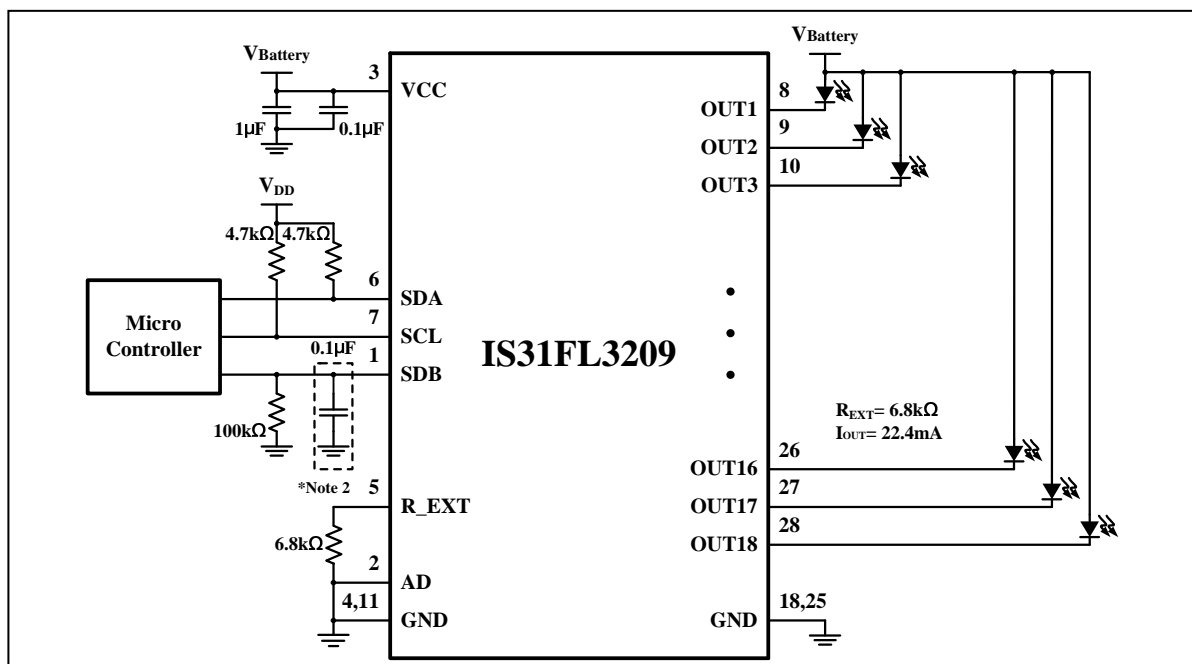 VBattery
3
VCC
1µF
0.1µF
VDD
4.7kΩ
4.7kΩ
Micro
Controller
6
SDA
7
SCL
0.1µF
1
SDB
100kΩ
*Note 2
5
R_EXT
6.8kΩ
2
AD
4,11
GND
IS31FL3209
VBattery
8
OUT1
9
OUT2
10
OUT3
REXT= 6.8kΩ
IOUT= 22.4mA
26
OUT16
27
OUT17
28
OUT18
18,25
GND